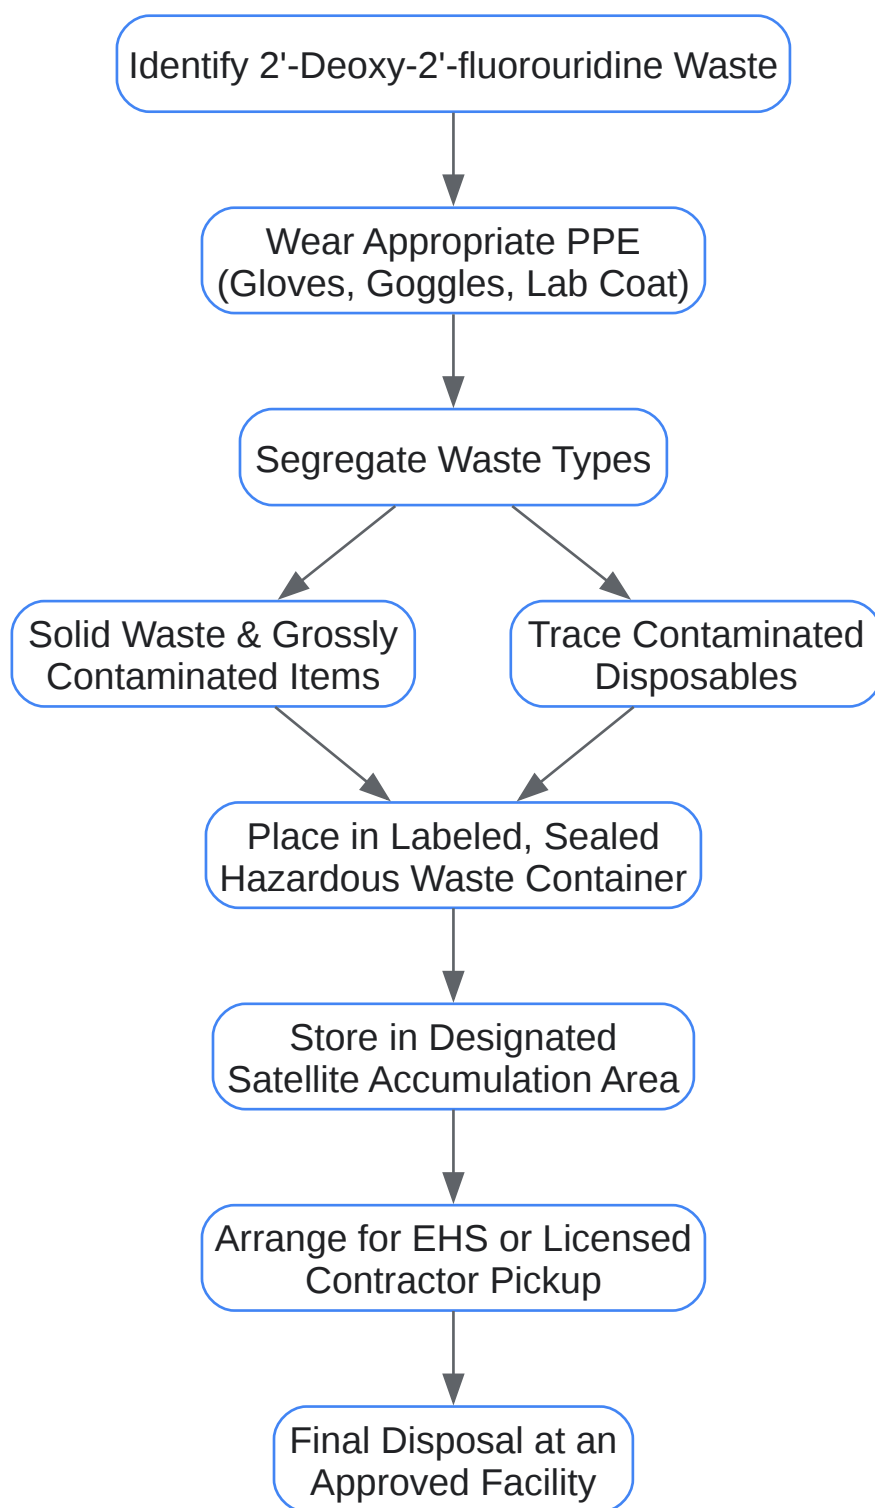 Identify 2'-Deoxy-2'-fluorouridine Waste
Wear Appropriate PPE
(Gloves, Goggles, Lab Coat)
Segregate Waste Types
Solid Waste & Grossly
Contaminated Items
Trace Contaminated
Disposables
Place in Labeled, Sealed
Hazardous Waste Container
Store in Designated
Satellite Accumulation Area
Arrange for EHS or Licensed
Contractor Pickup
Final Disposal at an
Approved Facility